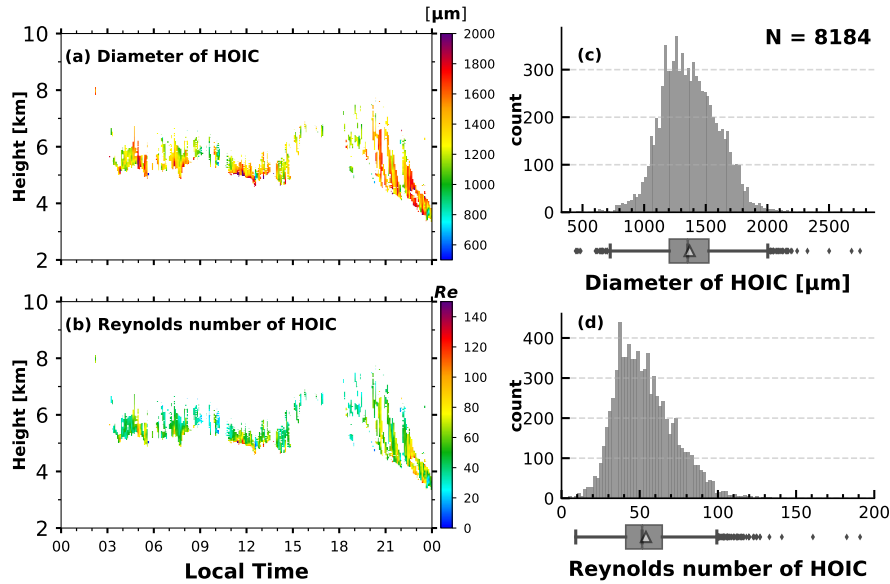 [μm]
10
8
6
4
2
Height [km]
(a) Diameter of HOIC
2000
1800
1600
1400
1200
1000
800
600
(c)
N = 8184
300
200
100
0
count
500 1000 1500 2000 2500
Diameter of HOIC [μm]
10
8
6
4
2
Height [km]
(b) Reynolds number of HOIC
Re
140
120
100
80
60
40
20
0
00 03 06 09 12 15 18 21 00
Local Time
(d)
400
300
200
100
0
count
0 50 100 150 200
Reynolds number of HOIC